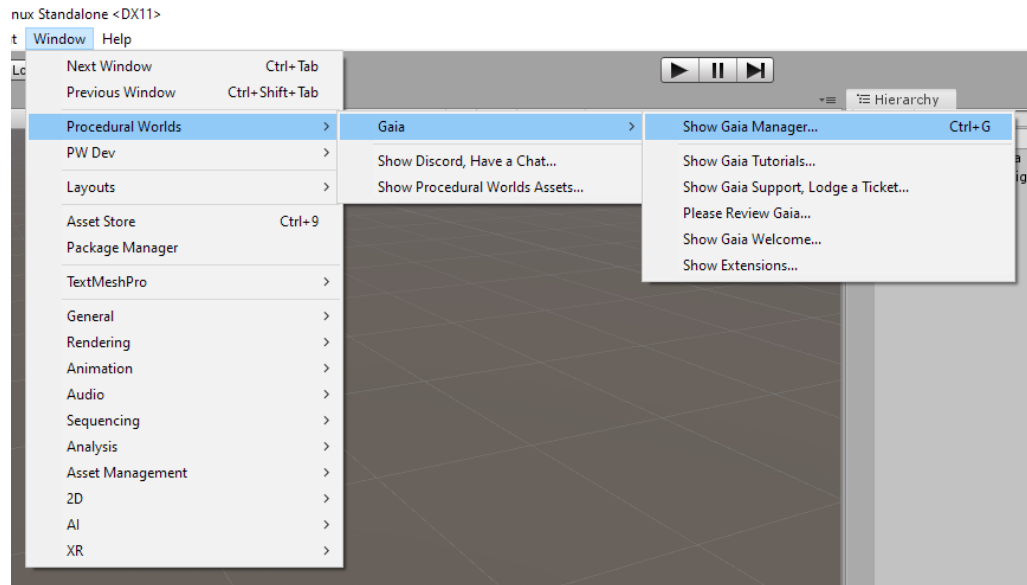 nux Standalone <DX11>
t Window Help
Lo
Next Window Ctrl+Tab
Previous Window Ctrl+Shift+Tab
Procedural Worlds >
PW Dev >
Layouts >
Asset Store Ctrl+9
Package Manager
TextMeshPro >
General >
Rendering >
Animation >
Audio >
Sequencing >
Analysis >
Asset Management >
2D >
AI >
XR >
Gaia >
Show Discord, Have a Chat...
Show Procedural Worlds Assets...
Show Gaia Manager... Ctrl+G
Show Gaia Tutorials...
Show Gaia Support, Lodge a Ticket...
Please Review Gaia...
Show Gaia Welcome...
Show Extensions...
Hierarchy
a
ig